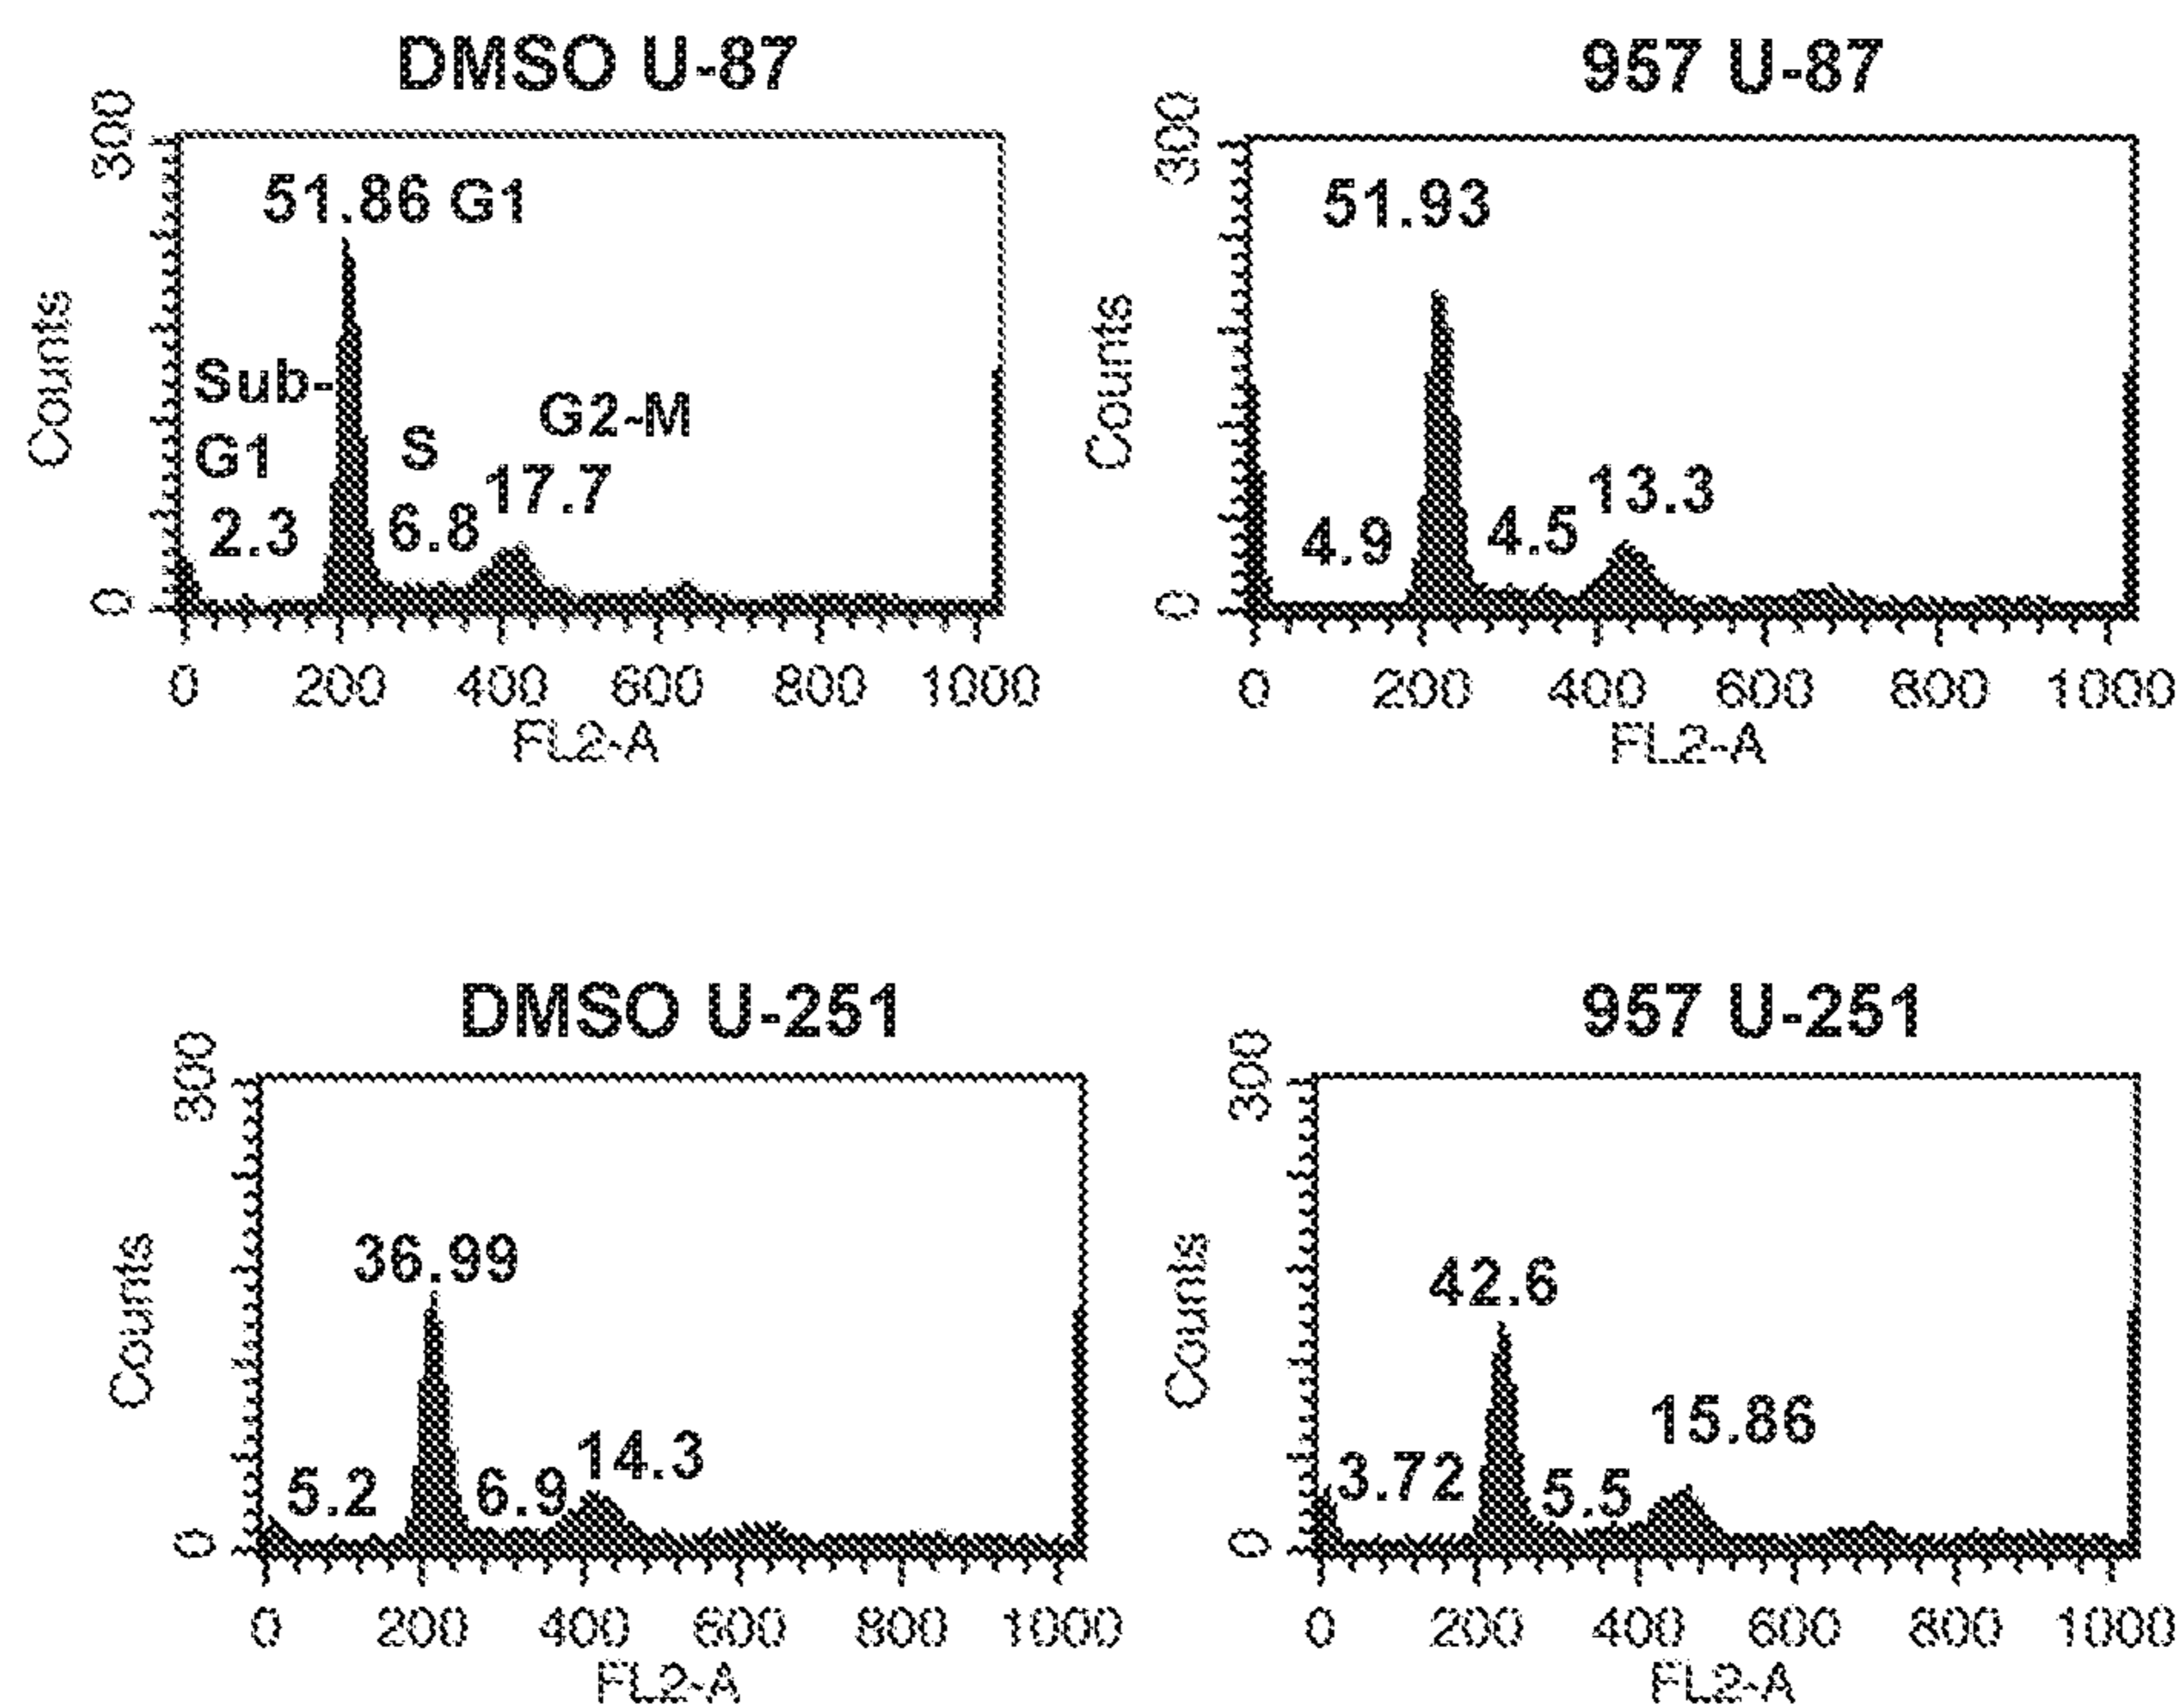 DMSO U-87
300
51.86 G1
Counts
Sub-
G1
S
G2-M
2.3
6.8
17.7
0
0 200 400 600 800 1000
FL2-A
957 U-87
300
51.93
Counts
4.9
4.5
13.3
0
0 200 400 600 800 1000
FL2-A
DMSO U-251
300
36.99
Counts
5.2
6.9
14.3
0
0 200 400 600 800 1000
FL2-A
957 U-251
300
42.6
Counts
15.86
3.72
5.5
0
0 200 400 600 800 1000
FL2-A